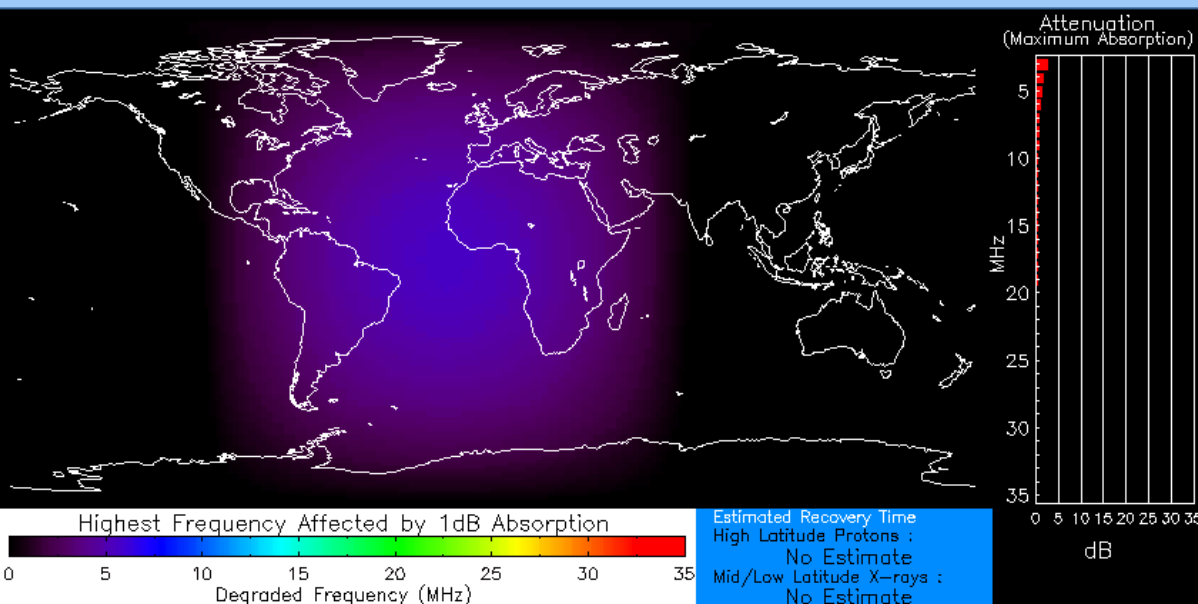 Attenuation
(Maximum Absorption)
5
10
15
20
25
30
35
MHz
0 5 10 15 20 25 30 35
dB
Highest Frequency Affected by 1dB Absorption
0 5 10 15 20 25 30 35
Degraded Frequency (MHz)
Estimated Recovery Time
High Latitude Protons :
No Estimate
Mid/Low Latitude X-rays :
No Estimate